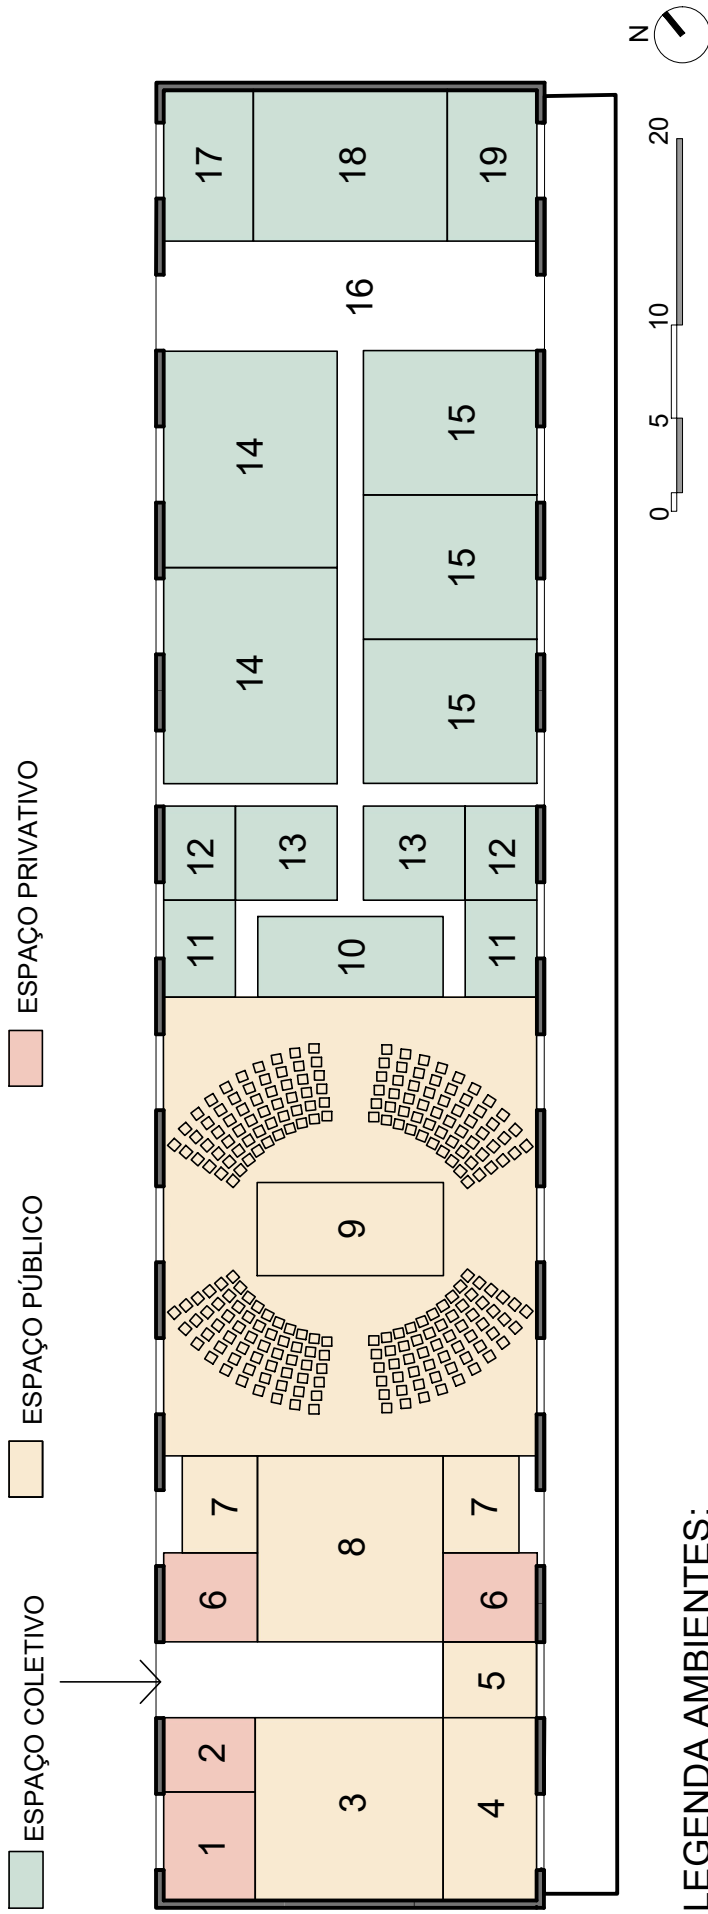 ESPAÇO COLETIVO
ESPAÇO PÚBLICO
ESPAÇO PRIVATIVO
1 2 6 7 11 12 14 14 17
13
3 8 9 10 16 18
13 15 15 15
4 5 6 7 11 12 19
N
0 5 10 20
LEGENDA AMBIENTES: